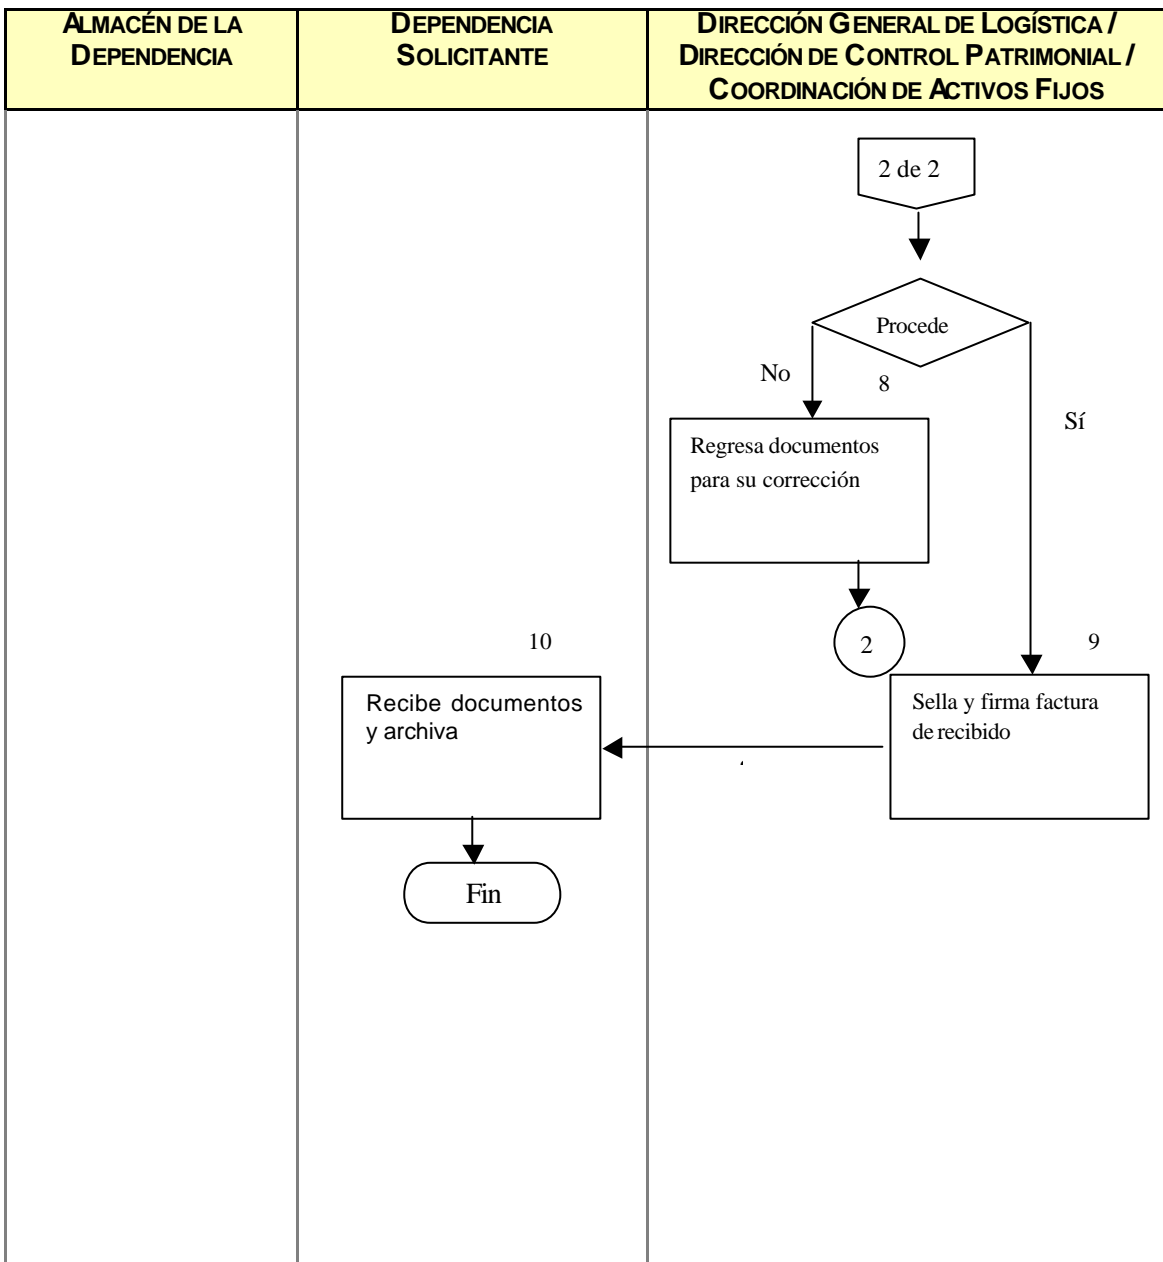 ALMACÉN DE LA
DEPENDENCIA
DEPENDENCIA
SOLICITANTE
DIRECCIÓN GENERAL DE LOGÍSTICA /
DIRECCIÓN DE CONTROL PATRIMONIAL /
COORDINACIÓN DE ACTIVOS FIJOS
2 de 2
Procede
No
8
Sí
Regresa documentos
para su corrección
2
10
9
Recibe documentos
y archiva
Sella y firma factura
de recibido
Fin